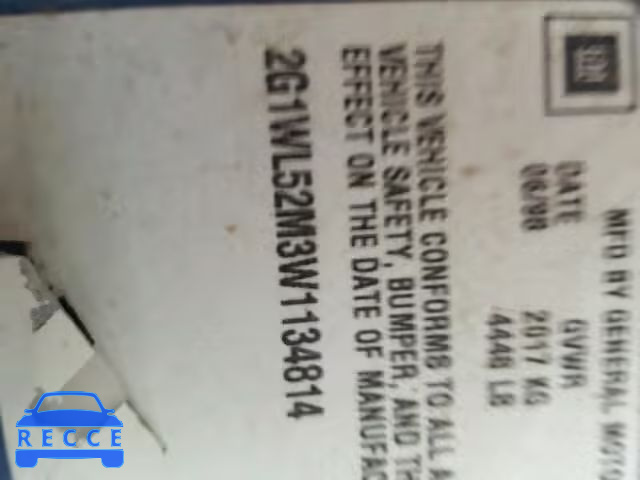 GM
MFD BY GENERAL MOTO
DATE GVWR
06/98 2017 KG
4448 LB
THIS VEHICLE CONFORMS TO ALL A
VEHICLE SAFETY, BUMPER, AND TH
EFFECT ON THE DATE OF MANUFAC
2G1WL52M3W1134814
RECCE